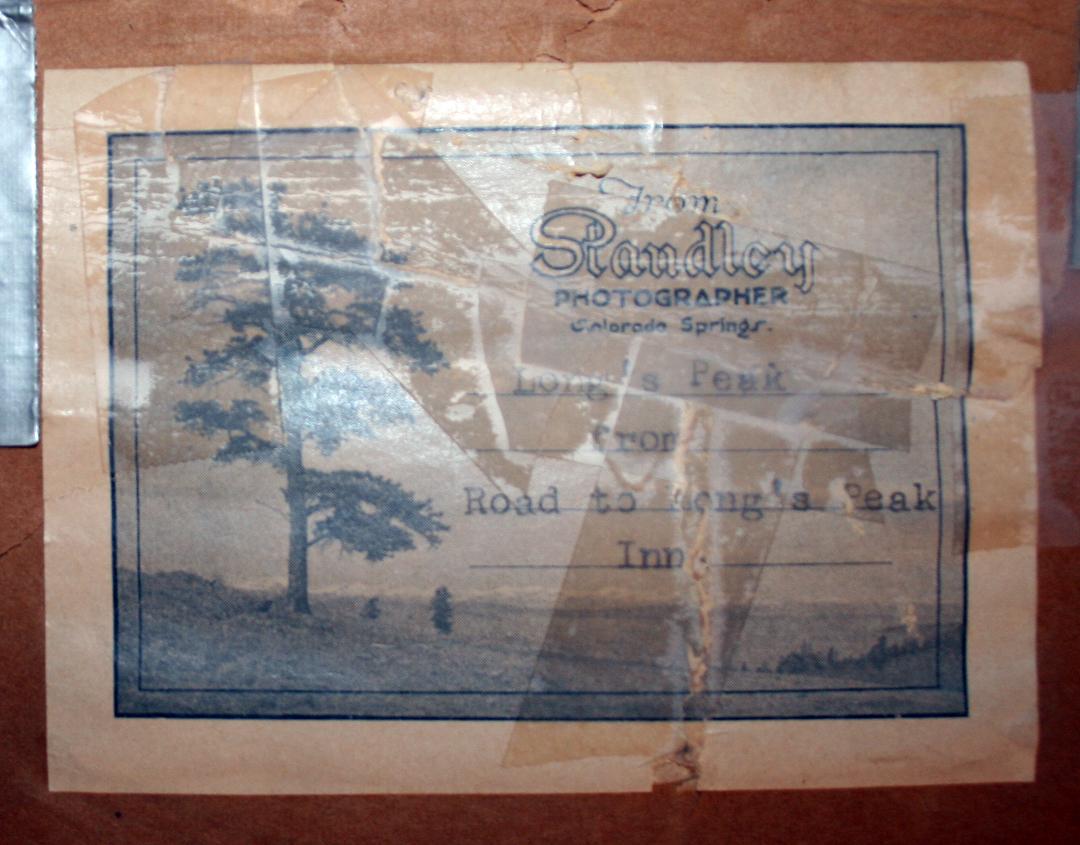 From
Standley
PHOTOGRAPHER
Colorado Springs.
Long's Peak
from
Road to Long's Peak
Inn.